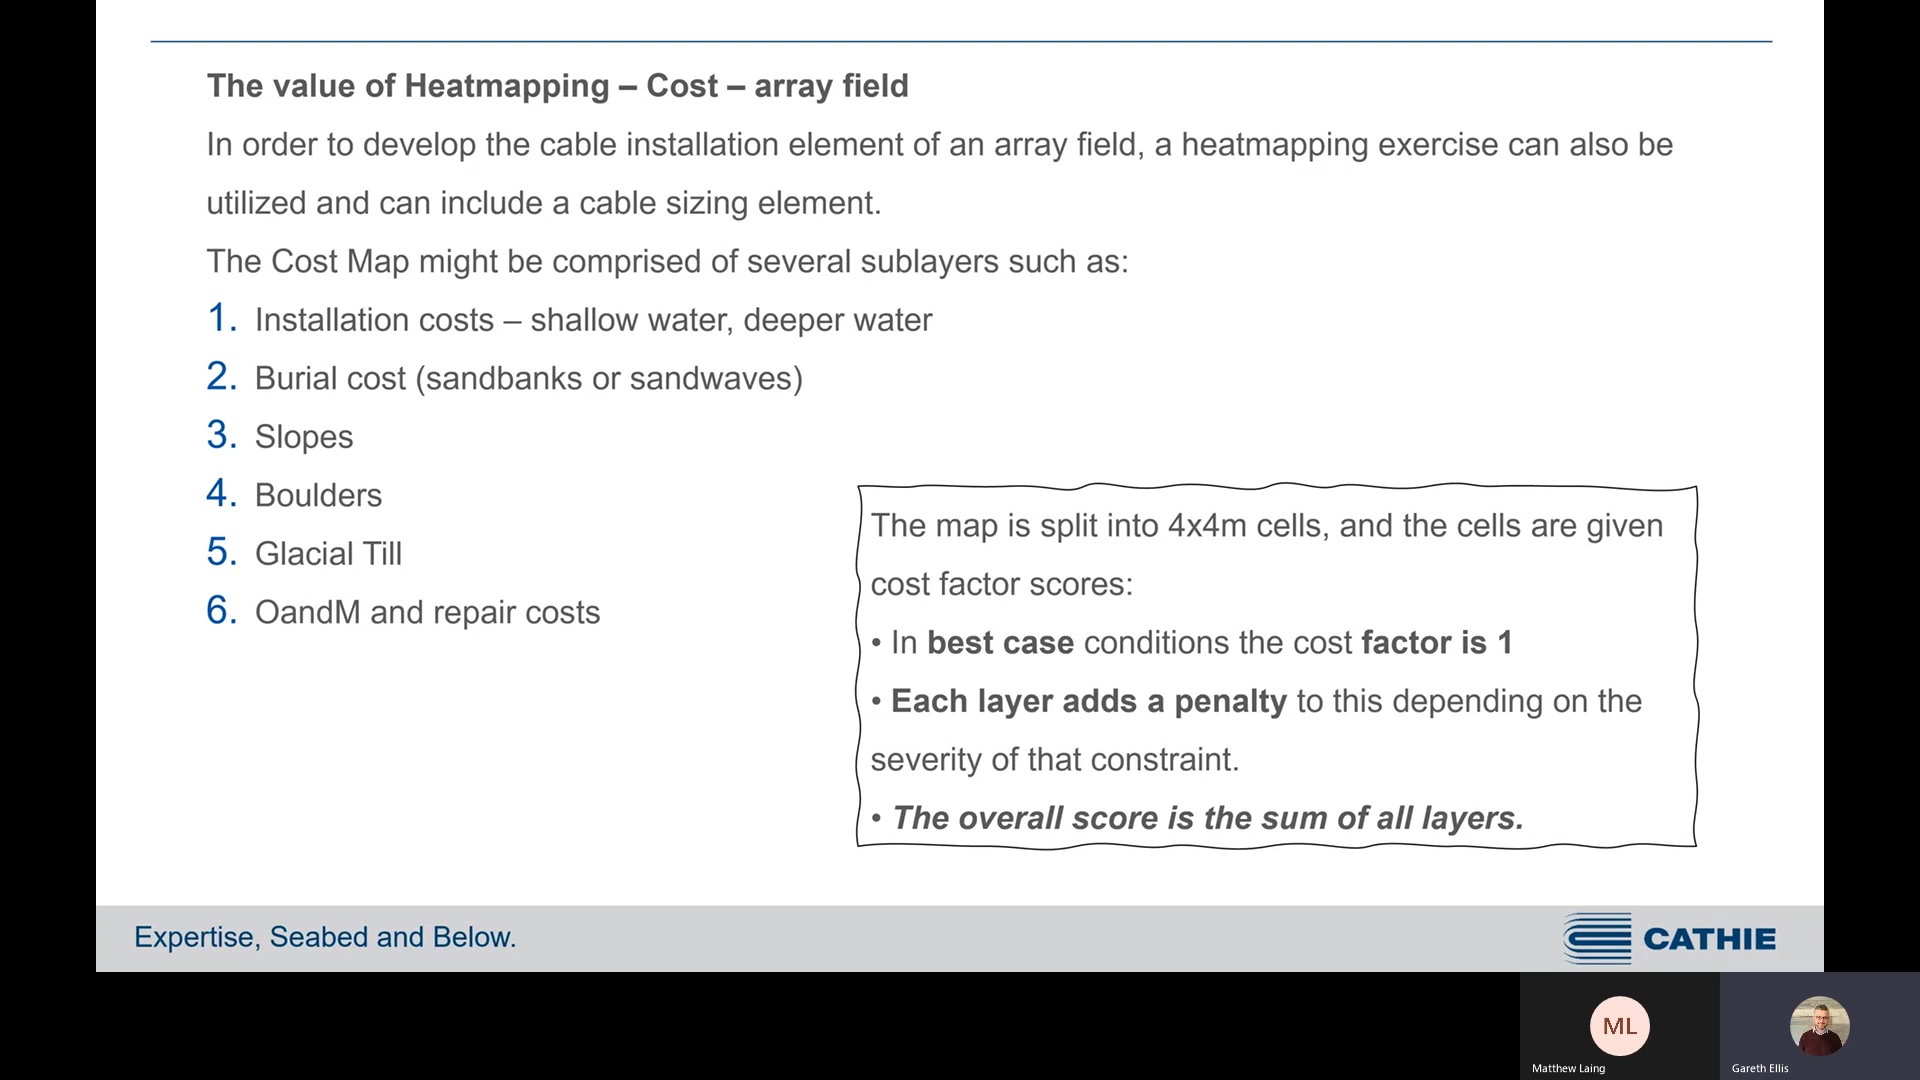 The value of Heatmapping – Cost – array field
In order to develop the cable installation element of an array field, a heatmapping exercise can also be
utilized and can include a cable sizing element.
The Cost Map might be comprised of several sublayers such as:
1. Installation costs – shallow water, deeper water
2. Burial cost (sandbanks or sandwaves)
3. Slopes
4. Boulders
5. Glacial Till
6. OandM and repair costs
The map is split into 4x4m cells, and the cells are given
cost factor scores:
• In best case conditions the cost factor is 1
• Each layer adds a penalty to this depending on the
severity of that constraint.
• The overall score is the sum of all layers.
Expertise, Seabed and Below.
CATHIE
ML
Matthew Laing
Gareth Ellis